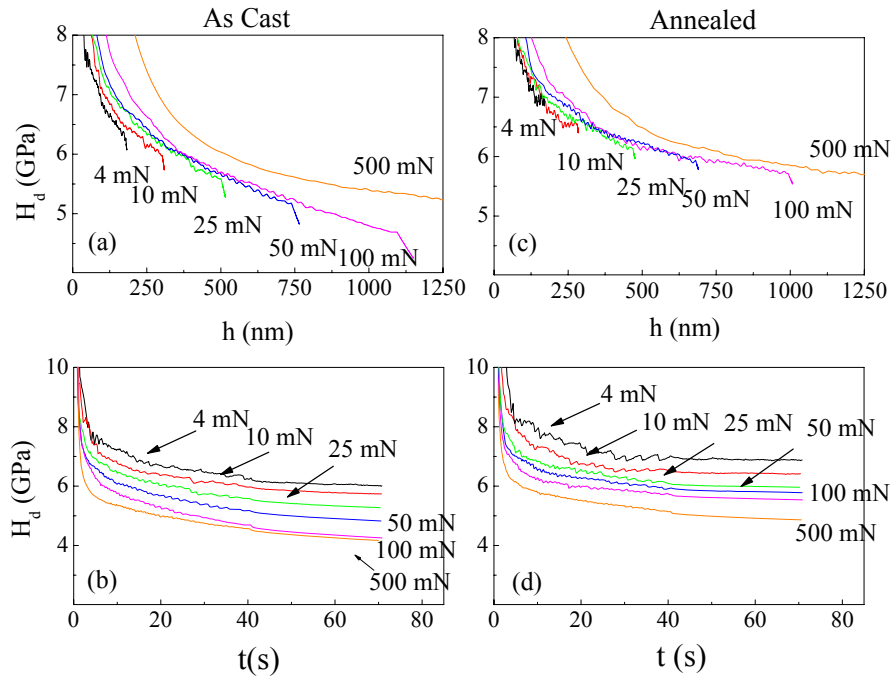 As Cast
Annealed
H_d (GPa)
8
7
6
5
4 mN
10 mN
25 mN
50 mN
100 mN
500 mN
(a)
0 250 500 750 1000 1250
h (nm)
8
7
6
5
4 mN
10 mN
25 mN
50 mN
100 mN
500 mN
(c)
0 250 500 750 1000 1250
h (nm)
H_d (GPa)
10
8
6
4
4 mN
10 mN
25 mN
50 mN
100 mN
500 mN
(b)
0 20 40 60 80
t(s)
10
8
6
4
4 mN
10 mN
25 mN
50 mN
100 mN
500 mN
(d)
0 20 40 60 80
t (s)